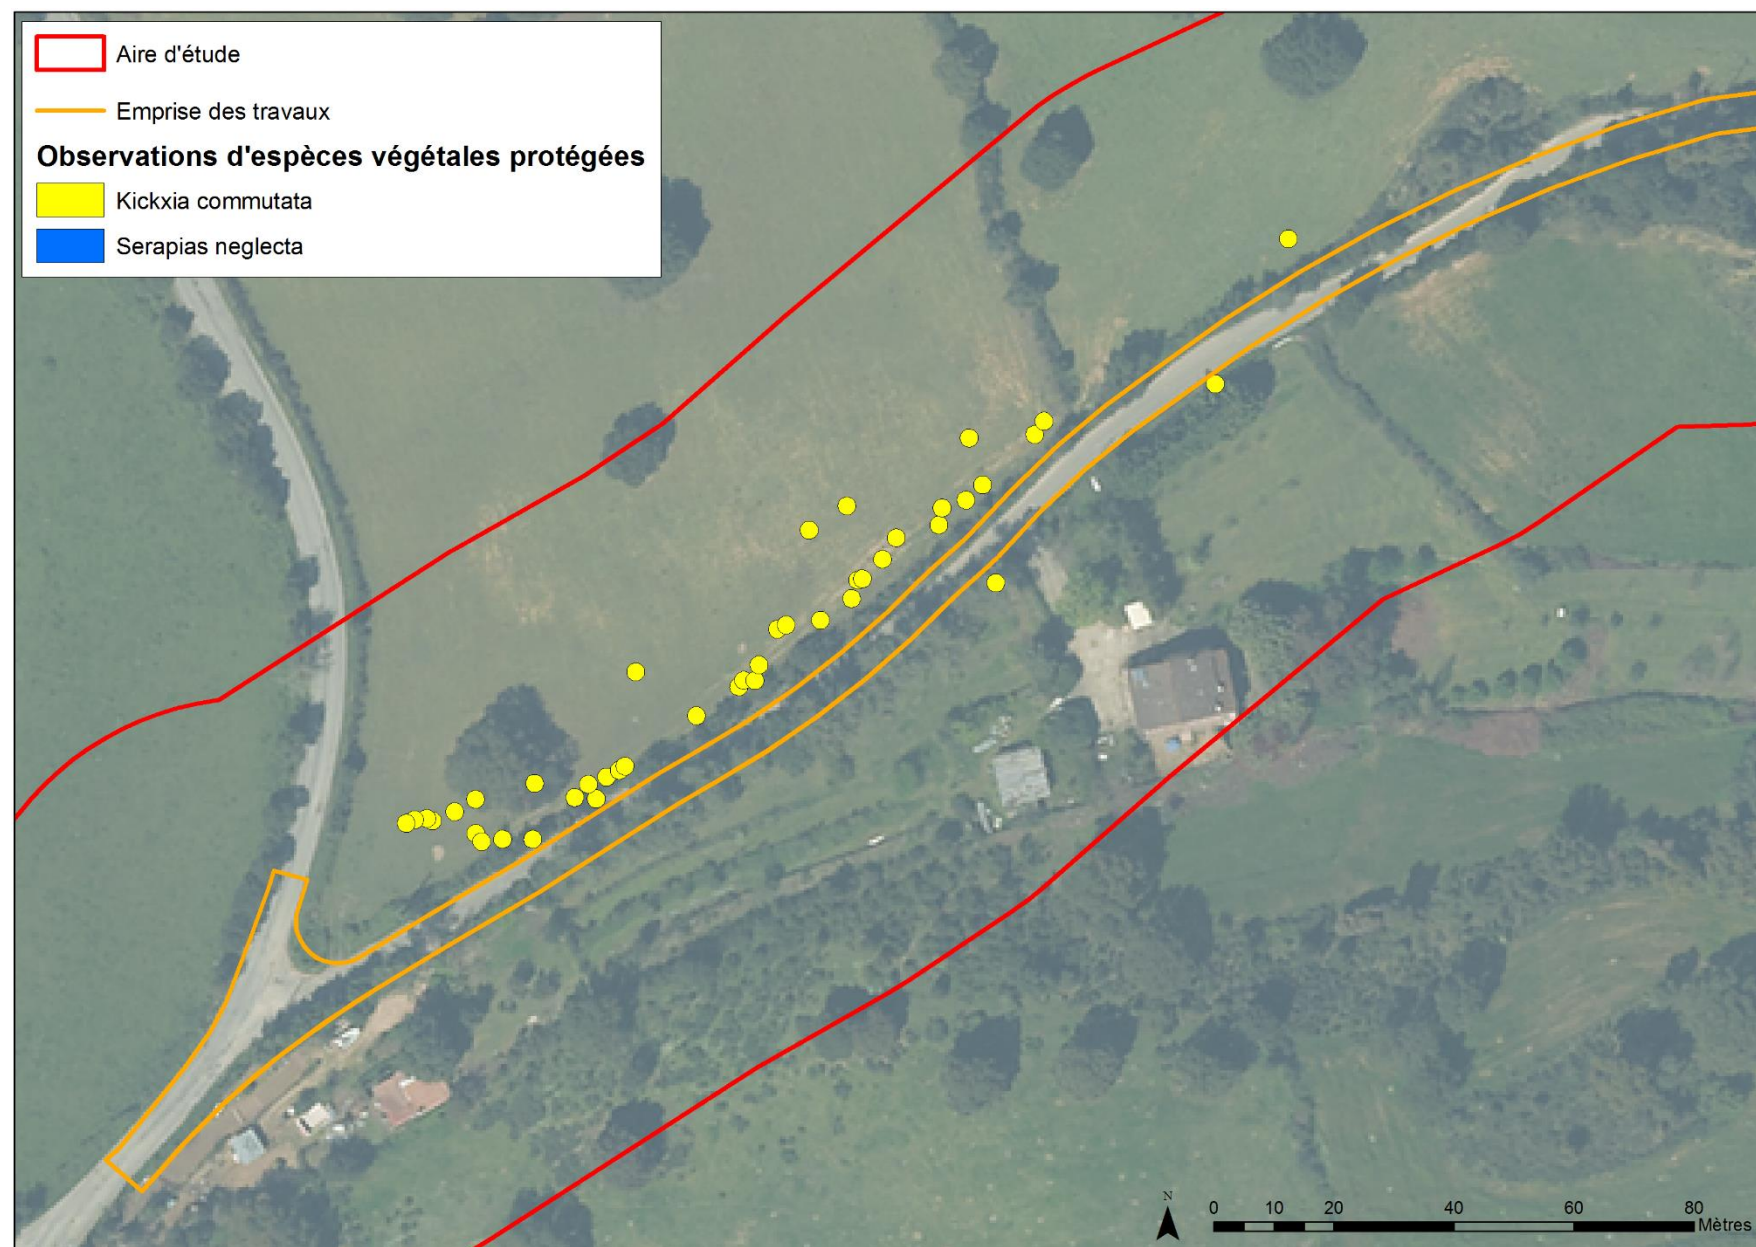 Aire d'étude
Emprise des travaux
Observations d'espèces végétales protégées
Kickxia commutata
Serapias neglecta
N
0 10 20 40 60 80
Mètres